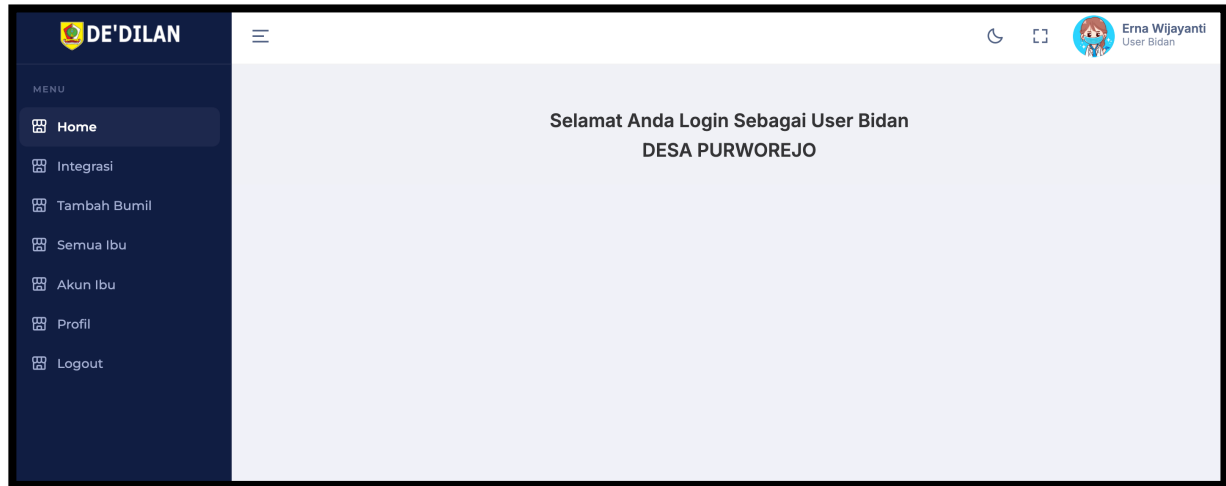 DE'DILAN
Erna Wijayanti
User Bidan
MENU
Home
Integrasi
Tambah Bumil
Semua Ibu
Akun Ibu
Profil
Logout
Selamat Anda Login Sebagai User Bidan
DESA PURWOREJO